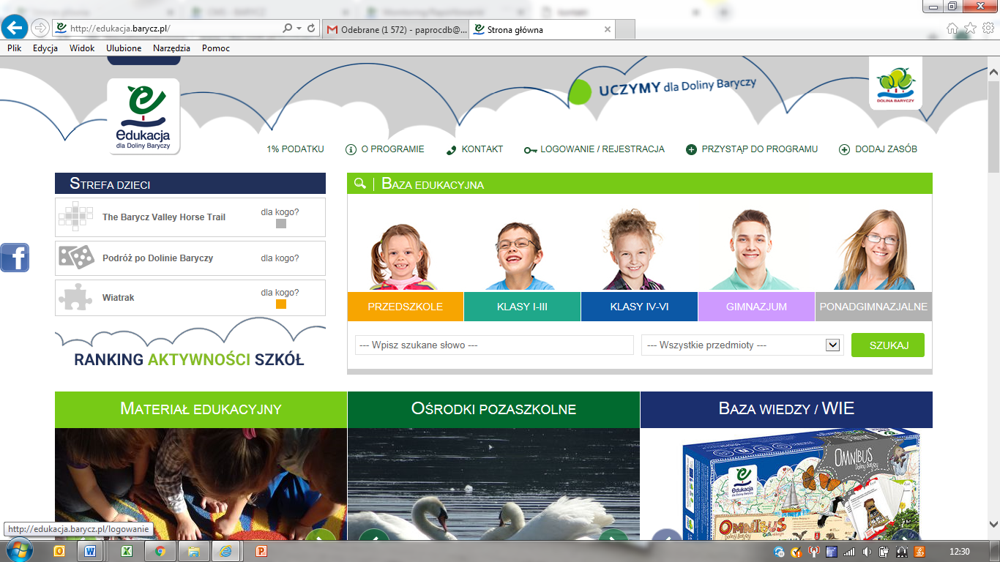 http://edukacja.barycz.pl/
Odebrane (1 572) - paprocdb@...
Strona główna
Plik Edycja Widok Ulubione Narzędzia Pomoc
edukacja
dla Doliny Baryczy
UCZYMY dla Doliny Baryczy
DOLINA BARYCZY
1% PODATKU O PROGRAMIE KONTAKT LOGOWANIE / REJESTRACJA PRZYSTĄP DO PROGRAMU DODAJ ZASÓB
STREFA DZIECI
The Barycz Valley Horse Trail dla kogo?
Podróż po Dolinie Baryczy dla kogo?
Wiatrak dla kogo?
RANKING AKTYWNOŚCI SZKÓŁ
BAZA EDUKACYJNA
PRZEDSZKOLE KLASY I-III KLASY IV-VI GIMNAZJUM PONADGIMNAZJALNE
--- Wpisz szukane słowo --- --- Wszystkie przedmioty --- SZUKAJ
MATERIAŁ EDUKACYJNY
OŚRODKI POZASZKOLNE
BAZA WIEDZY / WIE
OMNIBUS
Doliny Baryczy
edukacja
dla Doliny Baryczy
OMNIBUS
Doliny Baryczy
http://edukacja.barycz.pl/logowanie
12:30